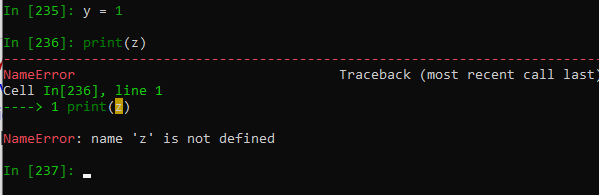 In [235]: y = 1
In [236]: print(z)
---------------------------------------------------------------------------
NameError                                 Traceback (most recent call last)
Cell In[236], line 1
----> 1 print(z)

NameError: name 'z' is not defined
In [237]: